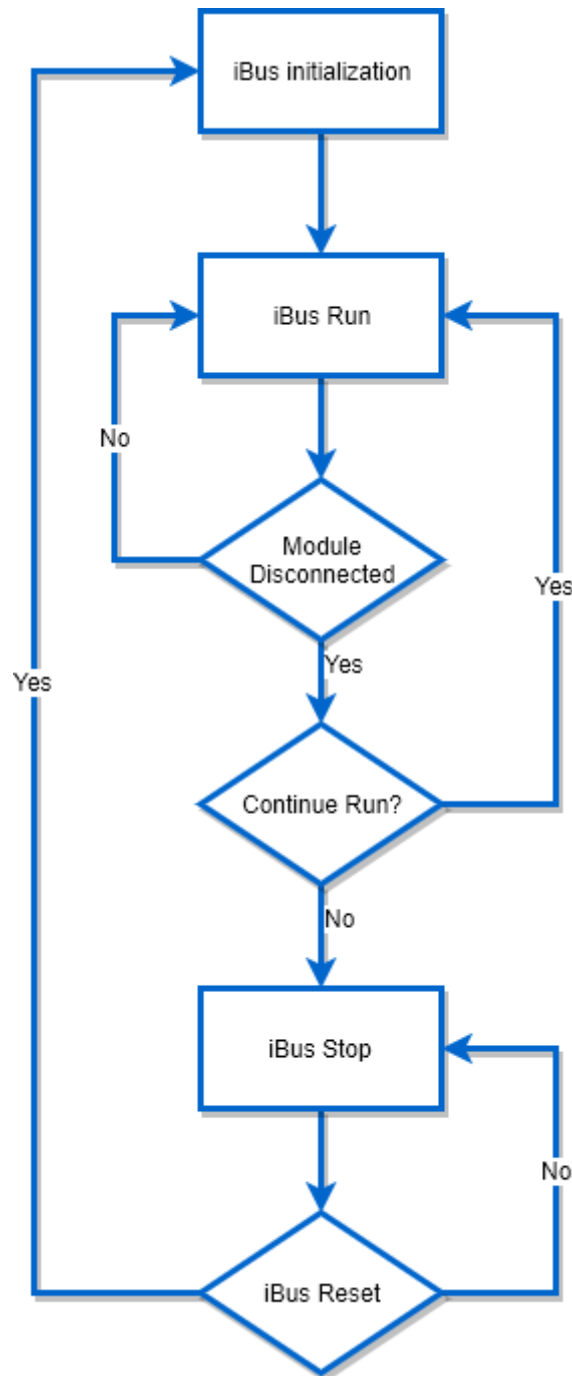 iBus initialization
iBus Run
No
Module
Disconnected
Yes
Yes
Yes
Continue Run?
No
iBus Stop
No
iBus Reset